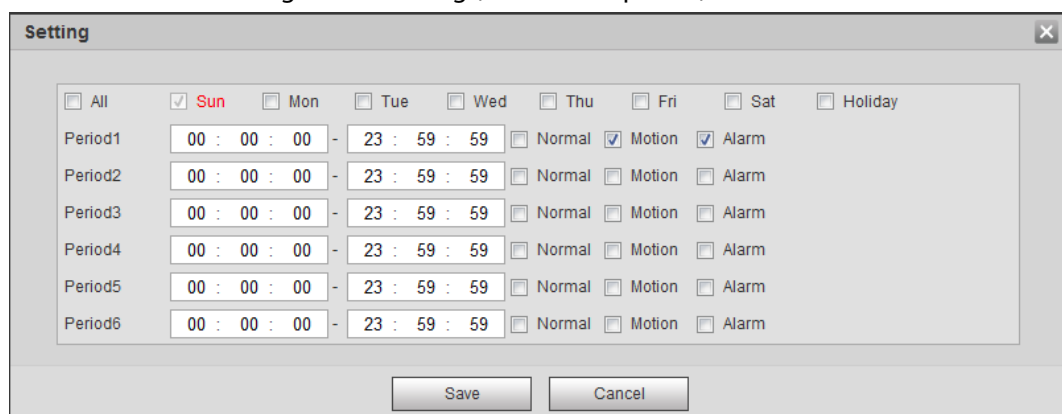 Setting
All Sun Mon Tue Wed Thu Fri Sat Holiday
Period1 00 : 00 : 00 - 23 : 59 : 59 Normal Motion Alarm
Period2 00 : 00 : 00 - 23 : 59 : 59 Normal Motion Alarm
Period3 00 : 00 : 00 - 23 : 59 : 59 Normal Motion Alarm
Period4 00 : 00 : 00 - 23 : 59 : 59 Normal Motion Alarm
Period5 00 : 00 : 00 - 23 : 59 : 59 Normal Motion Alarm
Period6 00 : 00 : 00 - 23 : 59 : 59 Normal Motion Alarm
Save Cancel